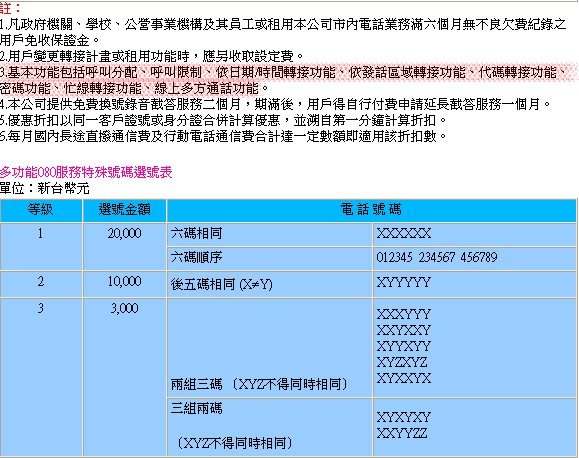 註：
1.凡政府機關、學校、公營事業機構及其員工或租用本公司市內電話業務滿六個月無不良欠費紀錄之
用戶免收保證金。
2.用戶變更轉接計畫或租用功能時，應另收取設定費。
3.基本功能包括呼叫分配、呼叫限制、依日期/時間轉接功能、依發話區域轉接功能、代碼轉接功能、
密碼功能、忙線轉接功能、線上多方通話功能。
4.本公司提供免費換號錄音截答服務二個月，期滿後，用戶得自行付費申請延長截答服務一個月。
5.優惠折扣以同一客戶證號或身分證合併計算優惠，並溯自第一分鐘計算折扣。
6.每月國內長途直撥通信費及行動電話通信費合計達一定數額即適用該折扣數。
多功能080服務特殊號碼選號表
單位：新台幣元
等級 選號金額 電 話 號 碼
1 20,000 六碼相同 XXXXXX
六碼順序 012345 234567 456789
2 10,000 後五碼相同 (X≠Y) XYYYYY
3 3,000
XXXYYY
XXYXXY
XYYXYY
XYZXYZ
兩組三碼 〔XYZ不得同時相同〕 XYXXYX
三組兩碼
XYXYXY
XXYYZZ
〔XYZ不得同時相同〕